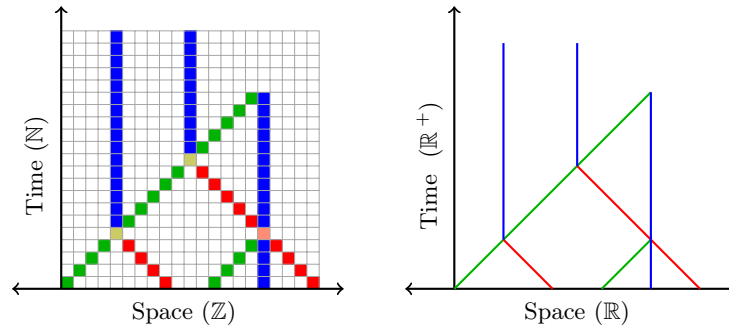 Time (ℕ)
Space (ℤ)
Time (ℝ⁺)
Space (ℝ)